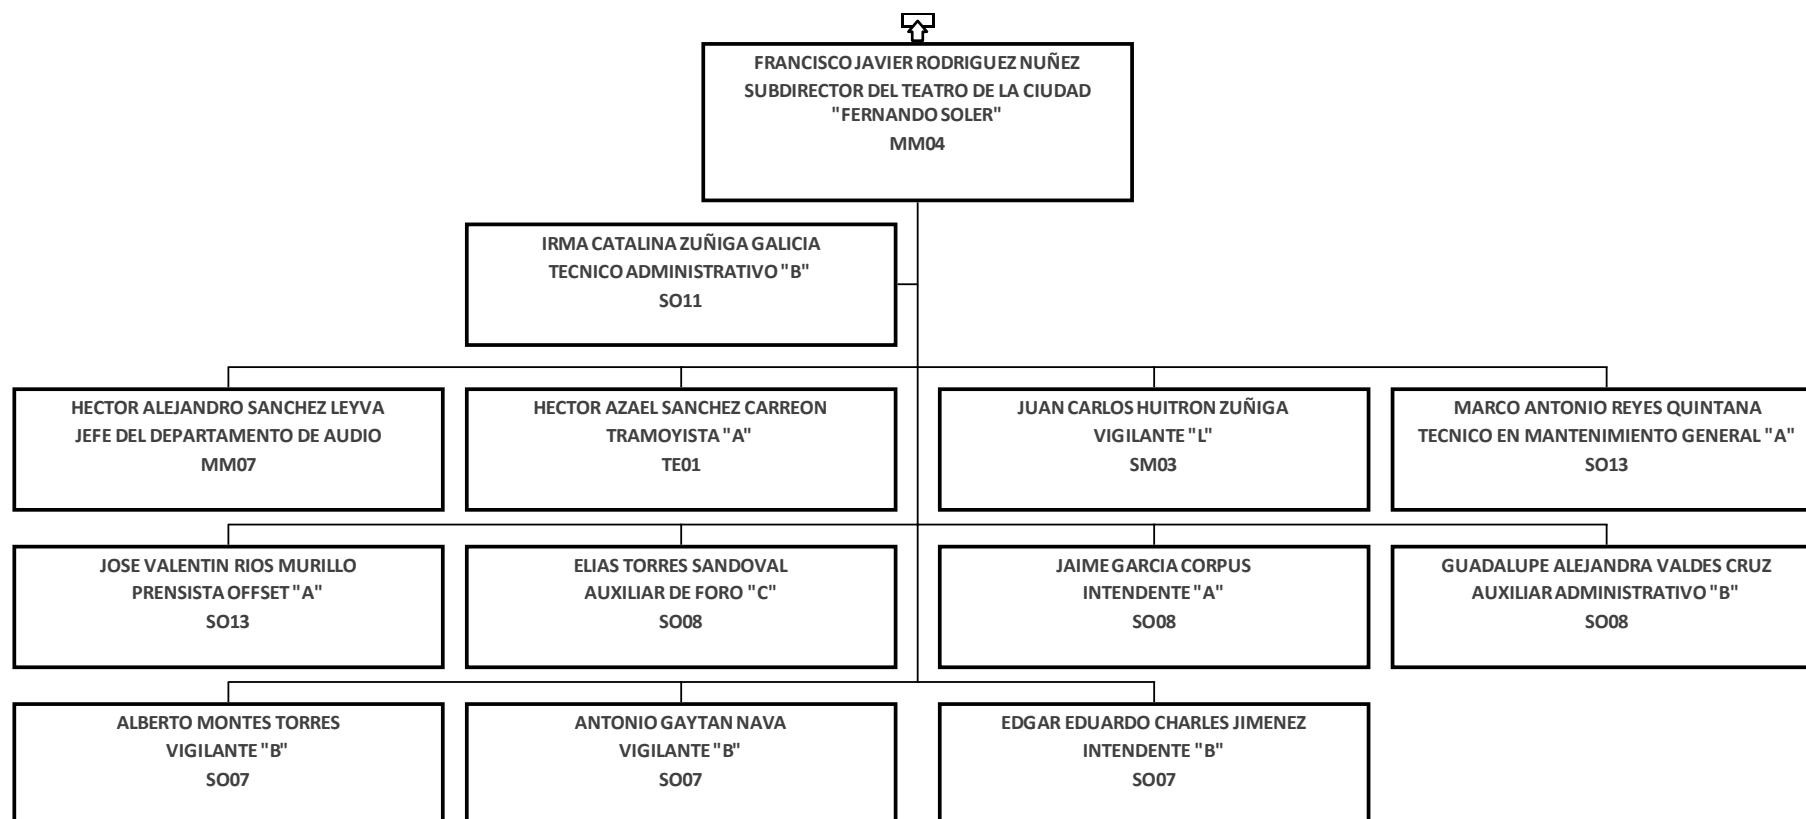 FRANCISCO JAVIER RODRIGUEZ NUÑEZ
SUBDIRECTOR DEL TEATRO DE LA CIUDAD
"FERNANDO SOLER"
MM04
IRMA CATALINA ZUÑIGA GALICIA
TECNICO ADMINISTRATIVO "B"
SO11
HECTOR ALEJANDRO SANCHEZ LEYVA
JEFE DEL DEPARTAMENTO DE AUDIO
MM07
HECTOR AZAEL SANCHEZ CARREON
TRAMOYISTA "A"
TE01
JUAN CARLOS HUITRON ZUÑIGA
VIGILANTE "L"
SM03
MARCO ANTONIO REYES QUINTANA
TECNICO EN MANTENIMIENTO GENERAL "A"
SO13
JOSE VALENTIN RIOS MURILLO
PRENSISTA OFFSET "A"
SO13
ELIAS TORRES SANDOVAL
AUXILIAR DE FORO "C"
SO08
JAIME GARCIA CORPUS
INTENDENTE "A"
SO08
GUADALUPE ALEJANDRA VALDES CRUZ
AUXILIAR ADMINISTRATIVO "B"
SO08
ALBERTO MONTES TORRES
VIGILANTE "B"
SO07
ANTONIO GAYTAN NAVA
VIGILANTE "B"
SO07
EDGAR EDUARDO CHARLES JIMENEZ
INTENDENTE "B"
SO07